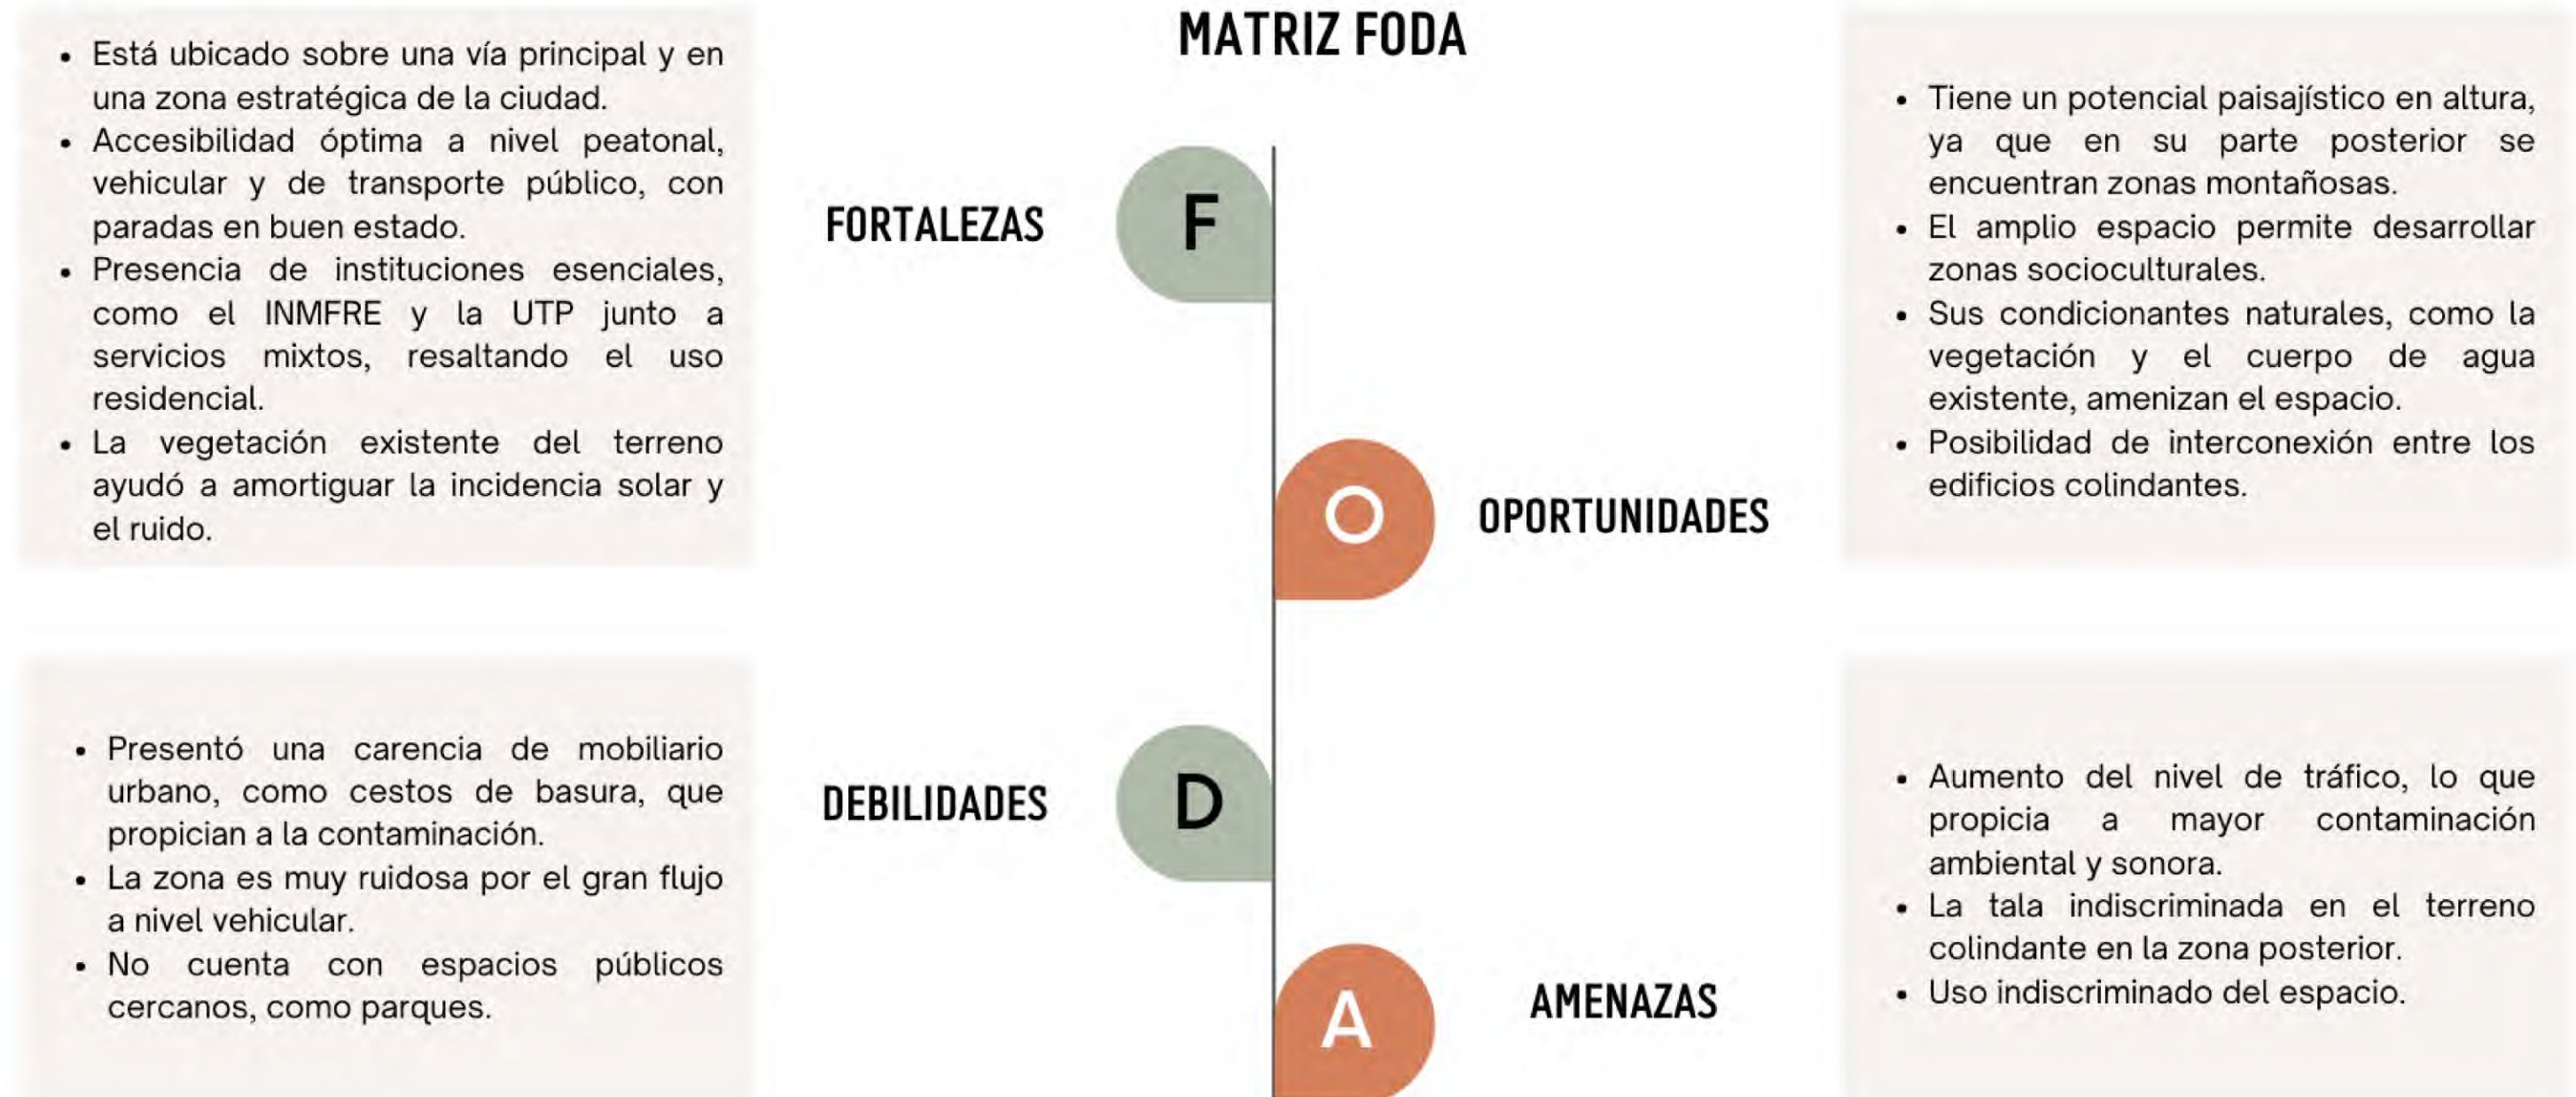 MATRIZ FODA
• Está ubicado sobre una vía principal y en
una zona estratégica de la ciudad.
• Accesibilidad óptima a nivel peatonal,
vehicular y de transporte público, con
paradas en buen estado.
• Presencia de instituciones esenciales,
como el INMFRE y la UTP junto a
servicios mixtos, resaltando el uso
residencial.
• La vegetación existente del terreno
ayudó a amortiguar la incidencia solar y
el ruido.
FORTALEZAS
F
O
OPORTUNIDADES
• Tiene un potencial paisajístico en altura,
ya que en su parte posterior se
encuentran zonas montañosas.
• El amplio espacio permite desarrollar
zonas socioculturales.
• Sus condicionantes naturales, como la
vegetación y el cuerpo de agua
existente, amenizan el espacio.
• Posibilidad de interconexión entre los
edificios colindantes.
• Presentó una carencia de mobiliario
urbano, como cestos de basura, que
propician a la contaminación.
• La zona es muy ruidosa por el gran flujo
a nivel vehicular.
• No cuenta con espacios públicos
cercanos, como parques.
DEBILIDADES
D
A
AMENAZAS
• Aumento del nivel de tráfico, lo que
propicia a mayor contaminación
ambiental y sonora.
• La tala indiscriminada en el terreno
colindante en la zona posterior.
• Uso indiscriminado del espacio.